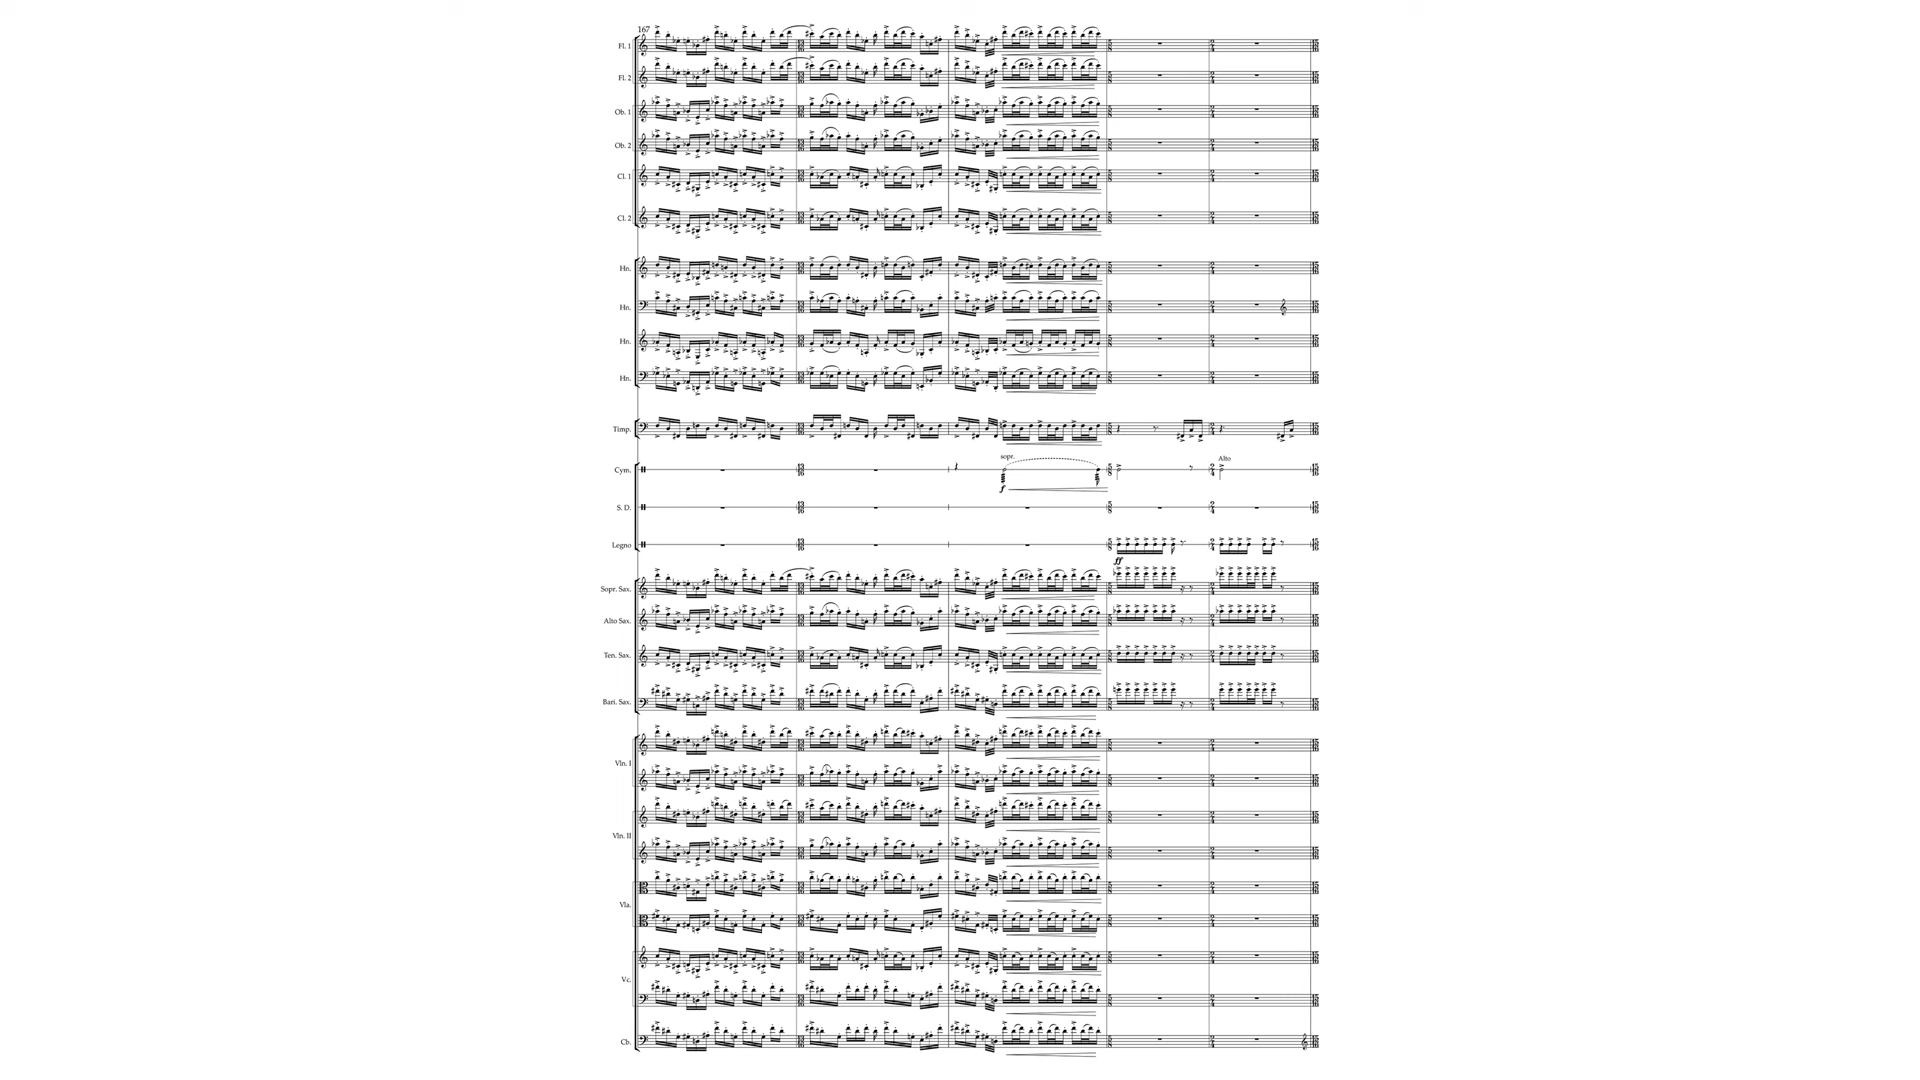 167
Fl. 1
Fl. 2
Ob. 1
Ob. 2
Cl. 1
Cl. 2
Hn.
Hn.
Hn.
Hn.
Timp.
sopr.
Alto
Cym.
f
S. D.
Legno
ff
Sopr. Sax.
Alto Sax.
Ten. Sax.
Bari. Sax.
Vln. I
Vln. II
Vla.
Vc.
Cb.